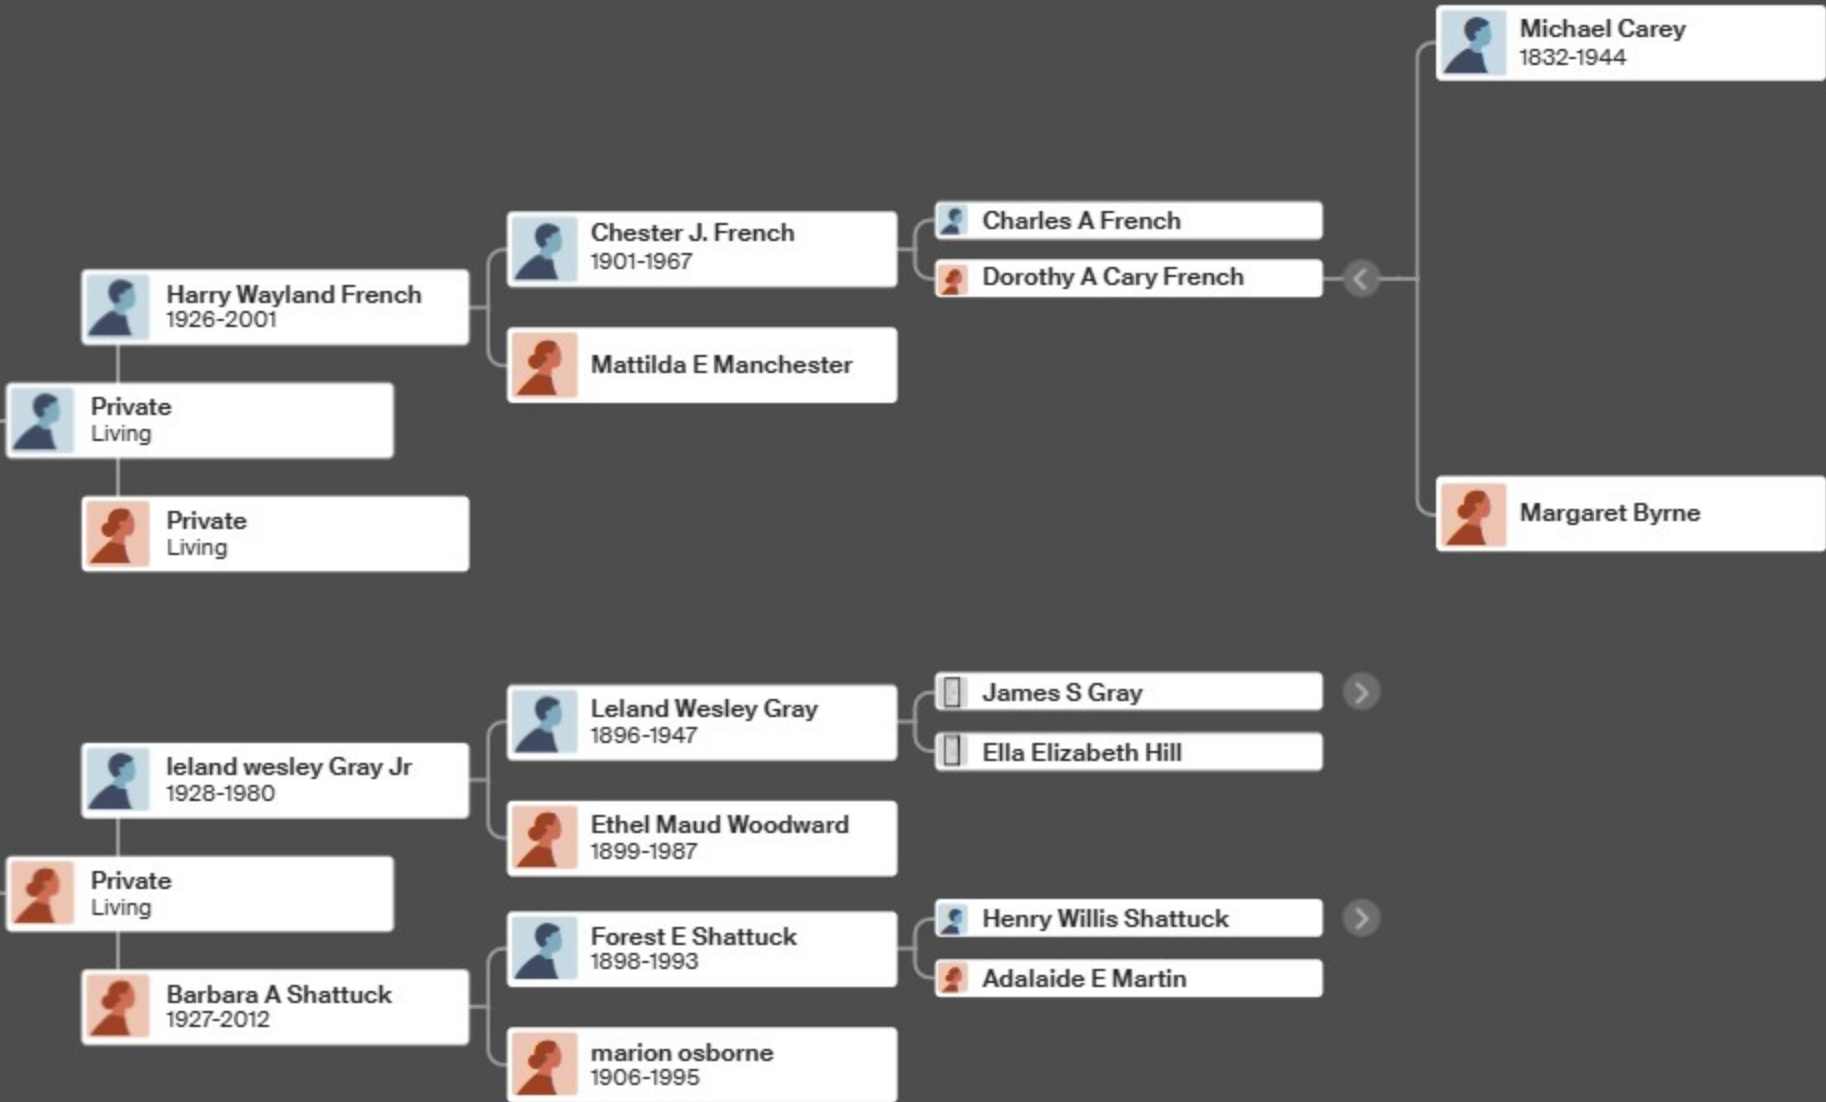 Michael Carey
1832-1944
Charles A French
Chester J. French
1901-1967
Dorothy A Cary French
Harry Wayland French
1926-2001
Mattilda E Manchester
Private
Living
Margaret Byrne
Private
Living
James S Gray
Leland Wesley Gray
1896-1947
Ella Elizabeth Hill
leland wesley Gray Jr
1928-1980
Ethel Maud Woodward
1899-1987
Private
Living
Henry Willis Shattuck
Forest E Shattuck
1898-1993
Adalaide E Martin
Barbara A Shattuck
1927-2012
marion osborne
1906-1995